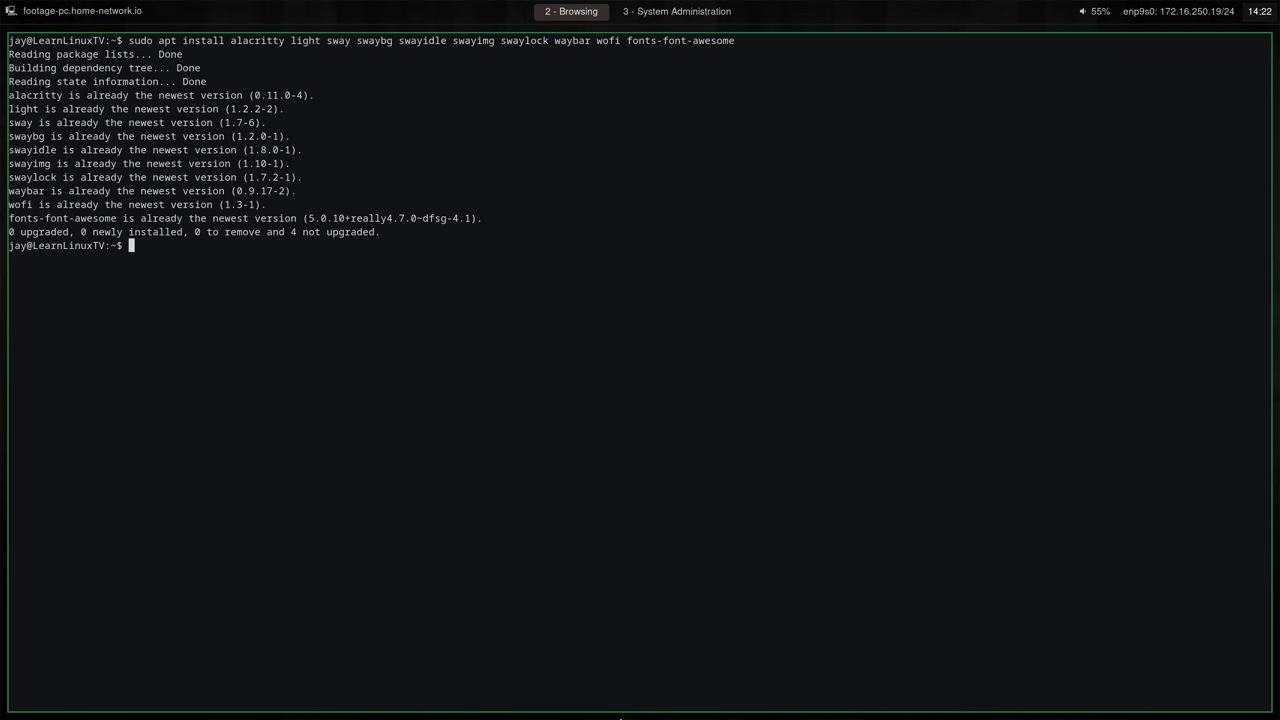 footage-pc.home-network.io
2 - Browsing
3 - System Administration
55%
enp9s0: 172.16.250.19/24
14:22
jay@LearnLinuxTV:~$ sudo apt install alacritty light sway swaybg swayidle swayimg swaylock waybar wofi fonts-font-awesome
Reading package lists... Done
Building dependency tree... Done
Reading state information... Done
alacritty is already the newest version (0.11.0-4).
light is already the newest version (1.2.2-2).
sway is already the newest version (1.7-6).
swaybg is already the newest version (1.2.0-1).
swayidle is already the newest version (1.8.0-1).
swayimg is already the newest version (1.10-1).
swaylock is already the newest version (1.7.2-1).
waybar is already the newest version (0.9.17-2).
wofi is already the newest version (1.3-1).
fonts-font-awesome is already the newest version (5.0.10+really4.7.0~dfsg-4.1).
0 upgraded, 0 newly installed, 0 to remove and 4 not upgraded.
jay@LearnLinuxTV:~$